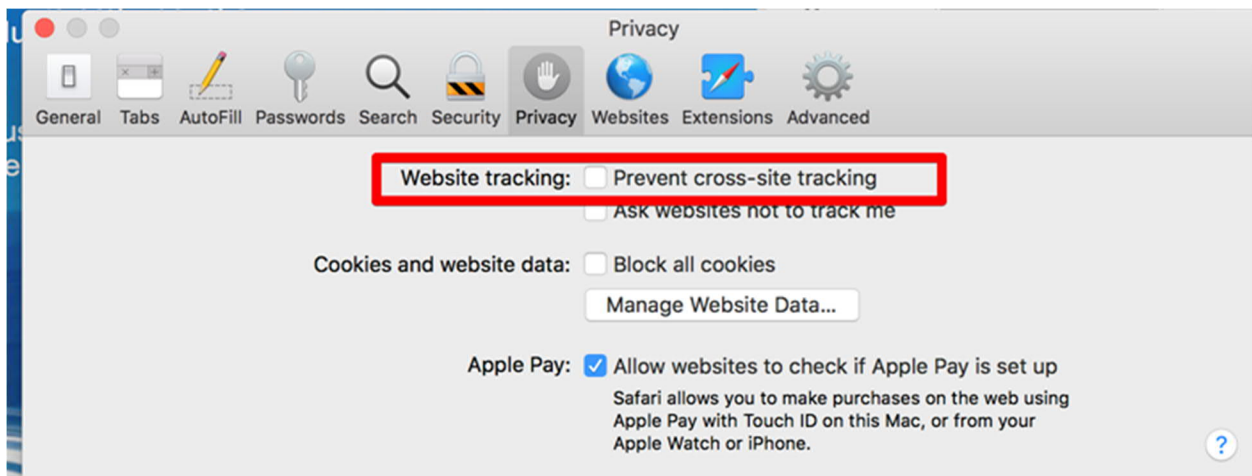 Privacy
General Tabs AutoFill Passwords Search Security Privacy Websites Extensions Advanced
Website tracking: Prevent cross-site tracking
Ask websites not to track me
Cookies and website data: Block all cookies
Manage Website Data...
Apple Pay: Allow websites to check if Apple Pay is set up
Safari allows you to make purchases on the web using
Apple Pay with Touch ID on this Mac, or from your
Apple Watch or iPhone.
?